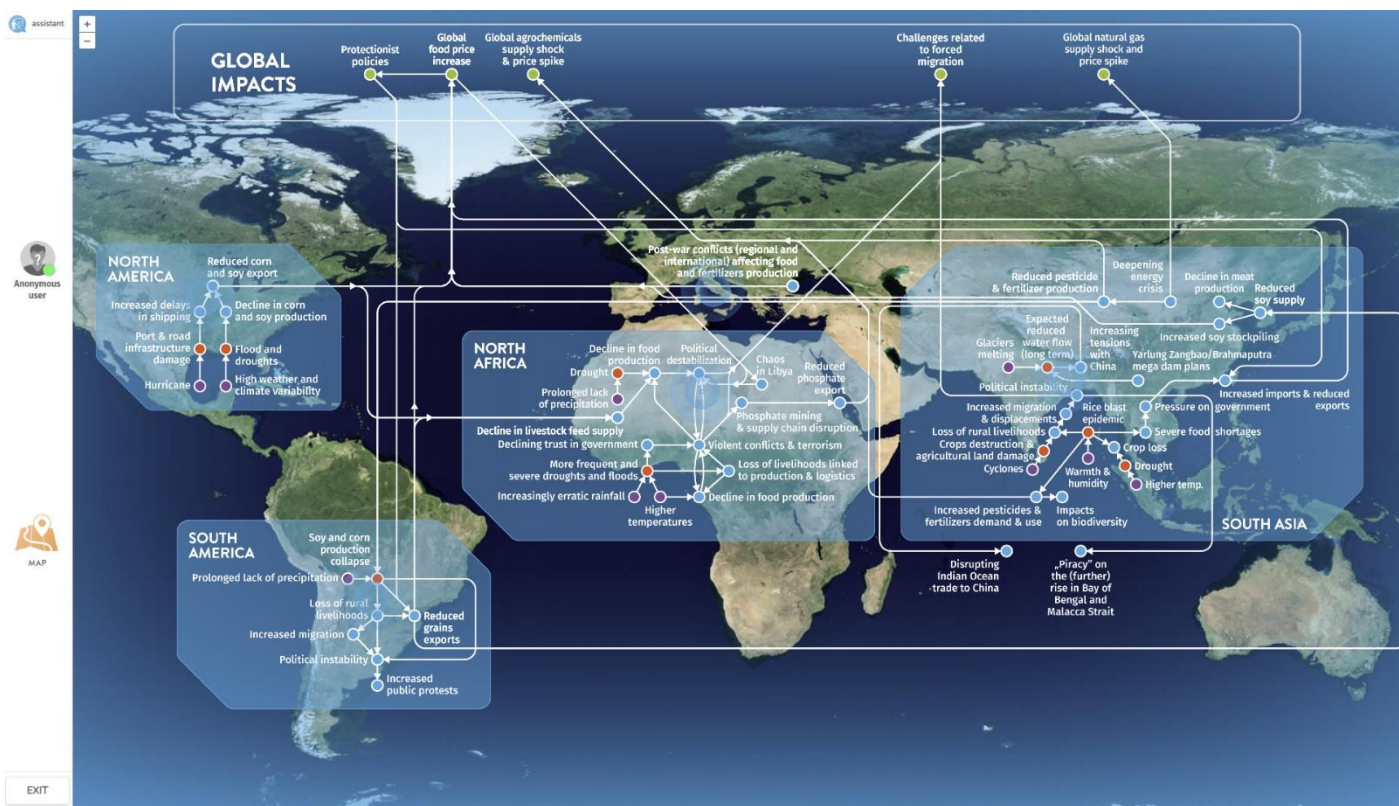 assistant
+
−
Anonymous
user
MAP
EXIT
GLOBAL
IMPACTS
Protectionist
policies
Global
food price
increase
Global agrochemicals
supply shock
& price spike
Challenges related
to forced
migration
Global natural gas
supply shock and
price spike
NORTH
AMERICA
Reduced corn
and soy export
Increased delays
in shipping
Decline in corn
and soy production
Port & road
infrastructure
damage
Flood and
droughts
Hurricane
High weather and
climate variability
Post-war conflicts (regional and
international) affecting food
and fertilizers production
NORTH
AFRICA
Decline in food
production
Political
destabilization
Drought
Chaos
in Libya
Reduced
phosphate
export
Prolonged lack
of precipitation
Phosphate mining
& supply chain disruption
Decline in livestock feed supply
Declining trust in government
Violent conflicts & terrorism
More frequent and
severe droughts and floods
Loss of livelihoods linked
to production & logistics
Increasingly erratic rainfall
Higher
temperatures
Decline in food production
Reduced pesticide
& fertilizer production
Deepening
energy
crisis
Decline in meat
production
Reduced
soy supply
Increased soy stockpiling
Glaciers
melting
Expected
reduced
water flow
(long term)
Increasing
tensions
with
China
Yarlung Zangbao/Brahmaputra
mega dam plans
Political instability
Increased imports & reduced
exports
Increased migration
& displacements
Rice blast
epidemic
Pressure on government
Loss of rural livelihoods
Severe food shortages
Crops destruction &
agricultural land damage
Crop loss
Cyclones
Warmth &
humidity
Drought
Higher temp.
Increased pesticides &
fertilizers demand & use
Impacts
on biodiversity
SOUTH ASIA
Disrupting
Indian Ocean
trade to China
„Piracy” on
the (further)
rise in Bay of
Bengal and
Malacca Strait
SOUTH
AMERICA
Soy and corn
production
collapse
Prolonged lack of precipitation
Loss of rural
livelihoods
Reduced
grains
exports
Increased migration
Political instability
Increased
public protests